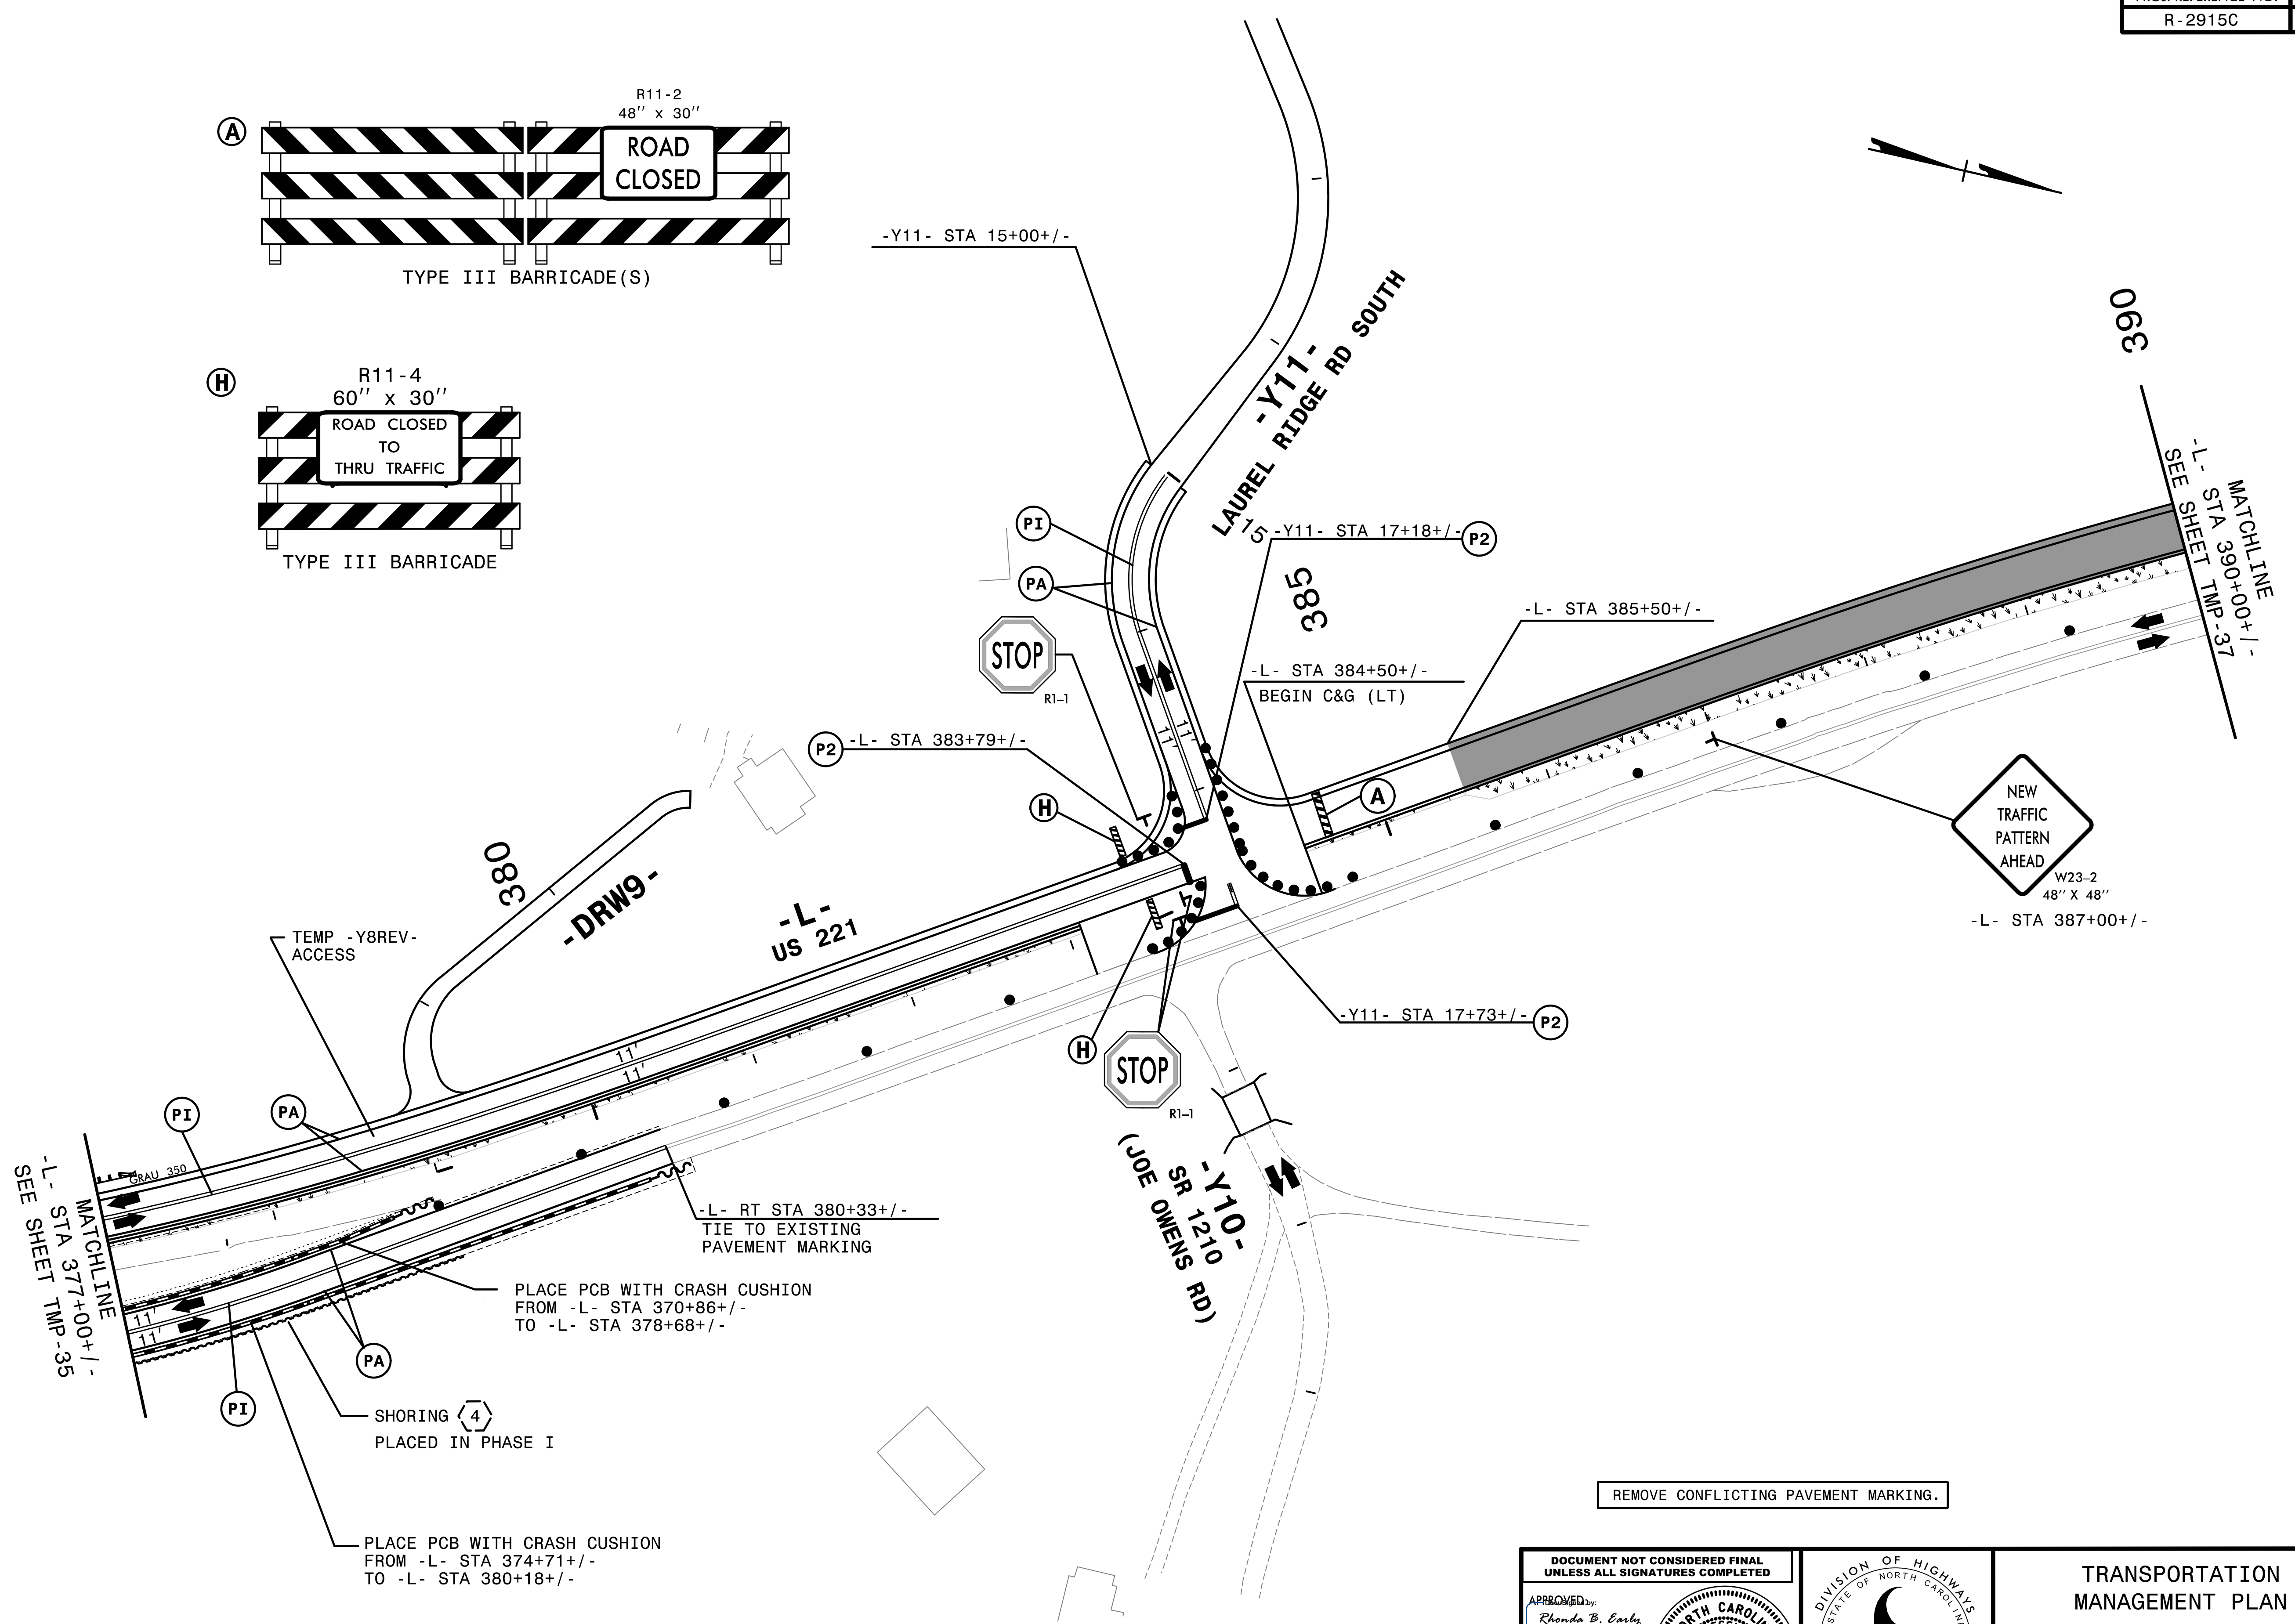 R-2915C
A
R11-2
48'' x 30''
ROAD
CLOSED
TYPE III BARRICADE(S)
H
R11-4
60'' x 30''
ROAD CLOSED
TO
THRU TRAFFIC
TYPE III BARRICADE
-Y11- STA 15+00+/-
-Y11-
LAUREL RIDGE RD SOUTH
15
PI
PA
-Y11- STA 17+18+/-
P2
385
390
-L- STA 385+50+/-
MATCHLINE
-L- STA 390+00+/-
SEE SHEET TMP-37
STOP
R1-1
-L- STA 384+50+/-
BEGIN C&G (LT)
11'
11'
P2
-L- STA 383+79+/-
H
A
NEW
TRAFFIC
PATTERN
AHEAD
W23-2
48'' X 48''
-L- STA 387+00+/-
380
-DRW9-
-L-
US 221
TEMP -Y8REV-
ACCESS
-Y11- STA 17+73+/-
P2
H
STOP
R1-1
11'
11'
PI
PA
GRAU 350
-Y10-
SR 1210
(JOE OWENS RD)
MATCHLINE
-L- STA 377+00+/-
SEE SHEET TMP-35
-L- RT STA 380+33+/-
TIE TO EXISTING
PAVEMENT MARKING
PLACE PCB WITH CRASH CUSHION
FROM -L- STA 370+86+/-
TO -L- STA 378+68+/-
11'
11'
PA
PI
SHORING 4
PLACED IN PHASE I
PLACE PCB WITH CRASH CUSHION
FROM -L- STA 374+71+/-
TO -L- STA 380+18+/-
REMOVE CONFLICTING PAVEMENT MARKING.
DOCUMENT NOT CONSIDERED FINAL
UNLESS ALL SIGNATURES COMPLETED
APPROVED:
Rhonda B. Early
NORTH CAROLINA
DIVISION OF HIGHWAYS
STATE OF NORTH CAROLINA
TRANSPORTATION
MANAGEMENT PLAN